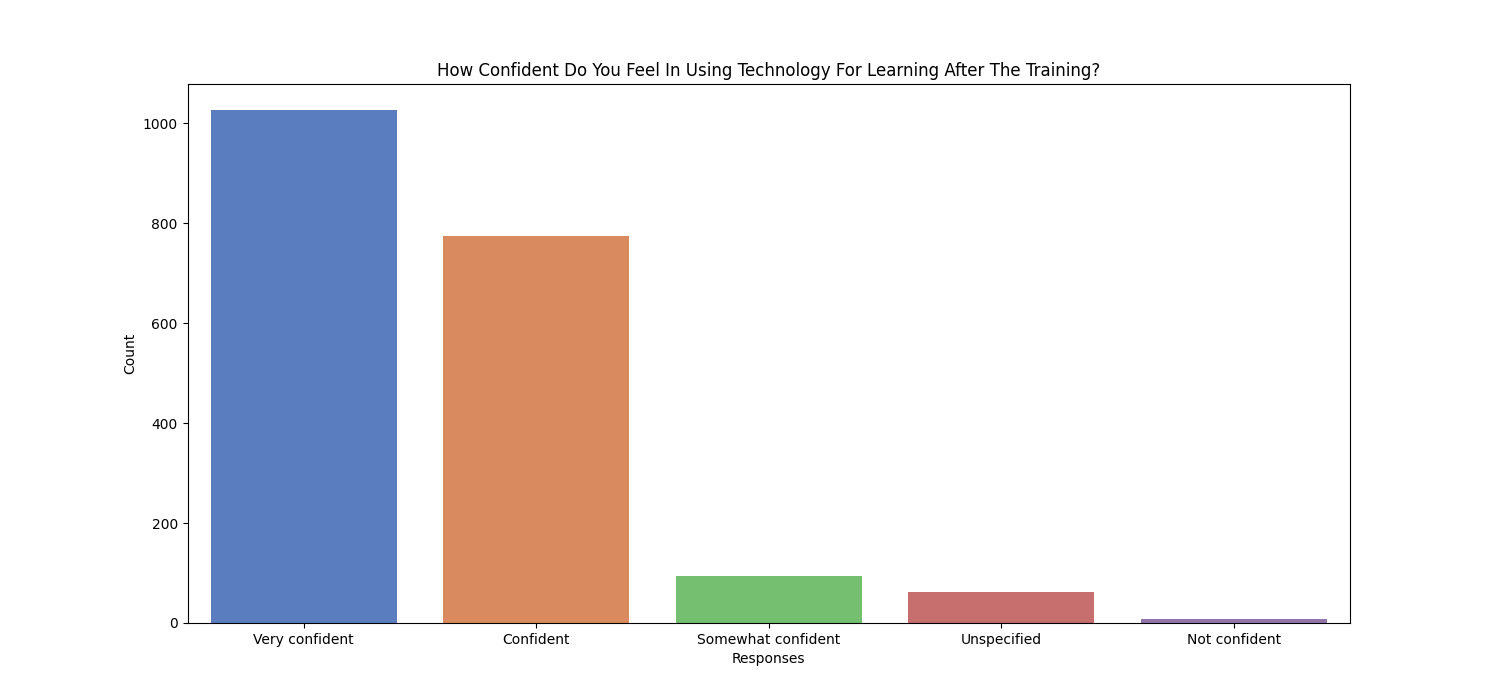 How Confident Do You Feel In Using Technology For Learning After The Training?
1000
800
600
400
200
0
Count
Very confident
Confident
Somewhat confident
Unspecified
Not confident
Responses